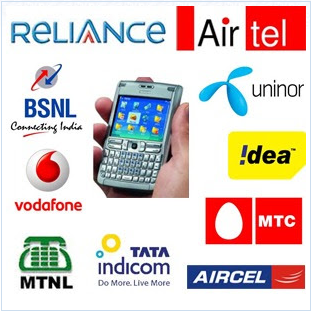 RELIANCE
Airtel
BSNL
Connecting India
uninor
!dea
vodafone
MTC
MTNL
TATA
indicom
Do More. Live More
AIRCEL